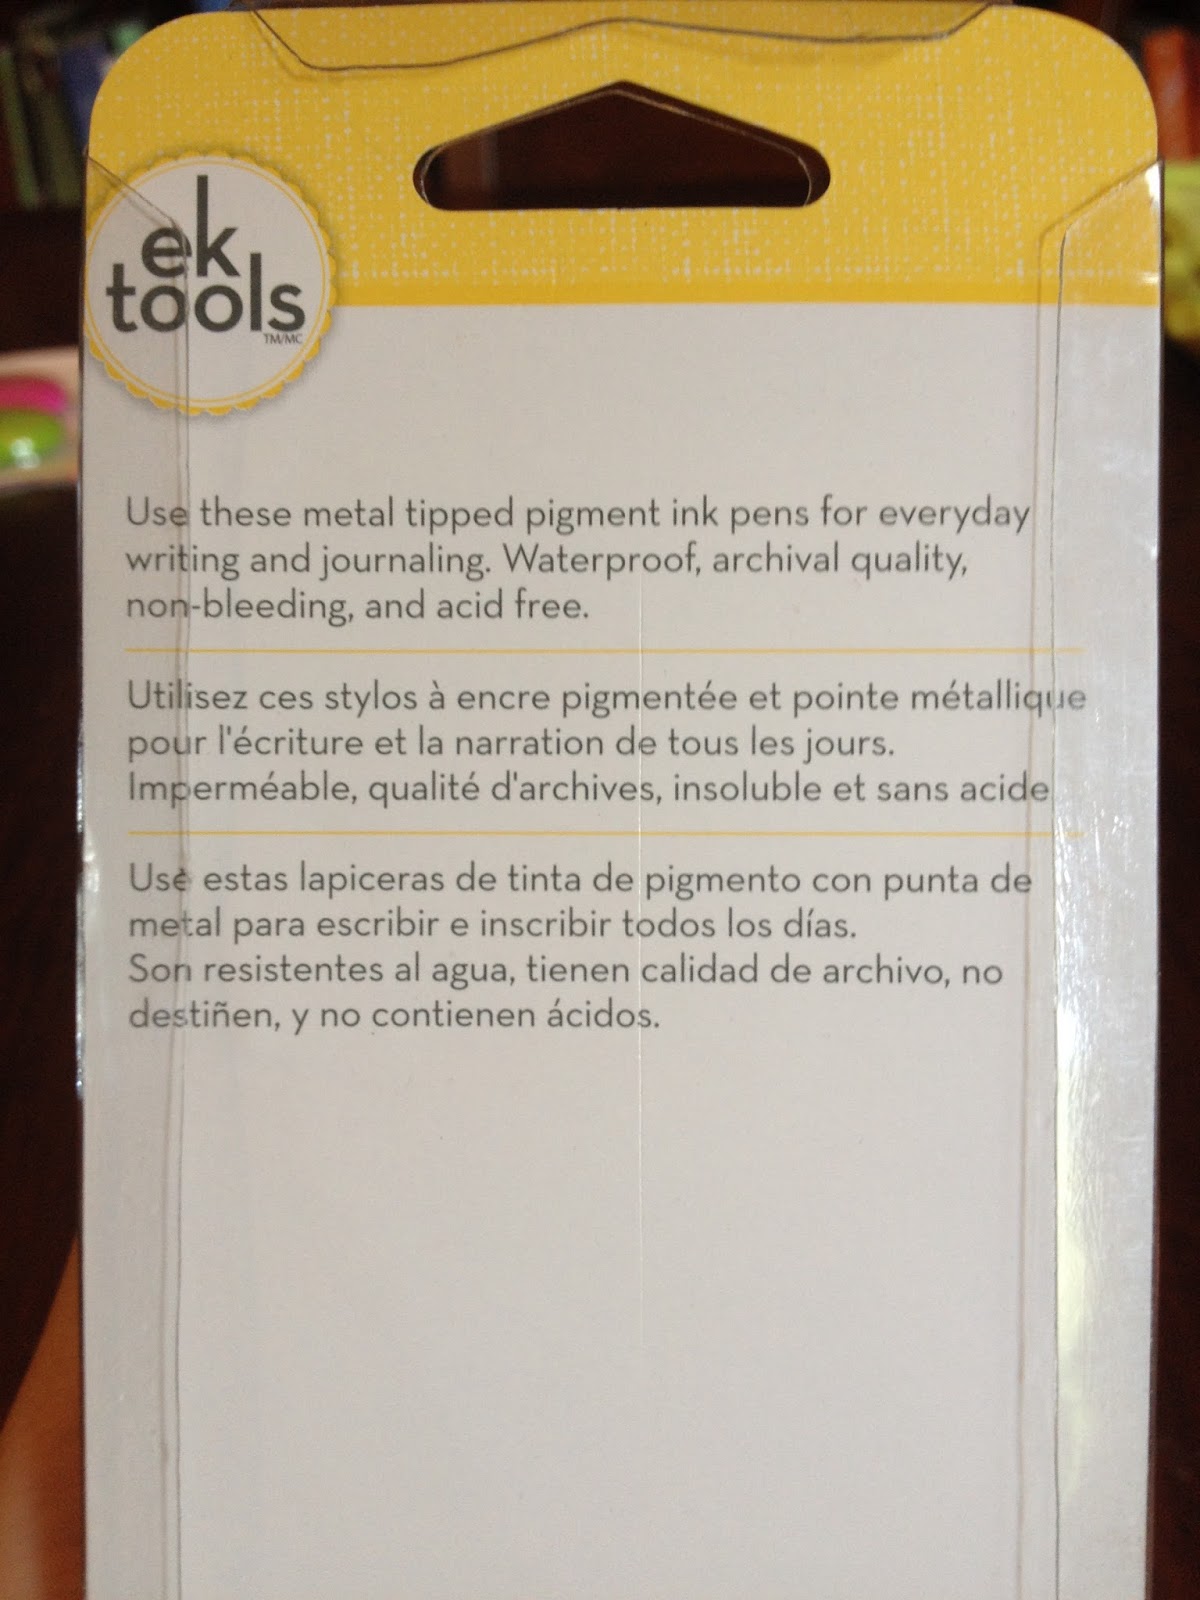 ek
tools
TM/MC
Use these metal tipped pigment ink pens for everyday
writing and journaling. Waterproof, archival quality,
non-bleeding, and acid free.
Utilisez ces stylos à encre pigmentée et pointe métallique
pour l'écriture et la narration de tous les jours.
Imperméable, qualité d'archives, insoluble et sans acide
Use estas lapiceras de tinta de pigmento con punta de
metal para escribir e inscribir todos los días.
Son resistentes al agua, tienen calidad de archivo, no
destiñen, y no contienen ácidos.